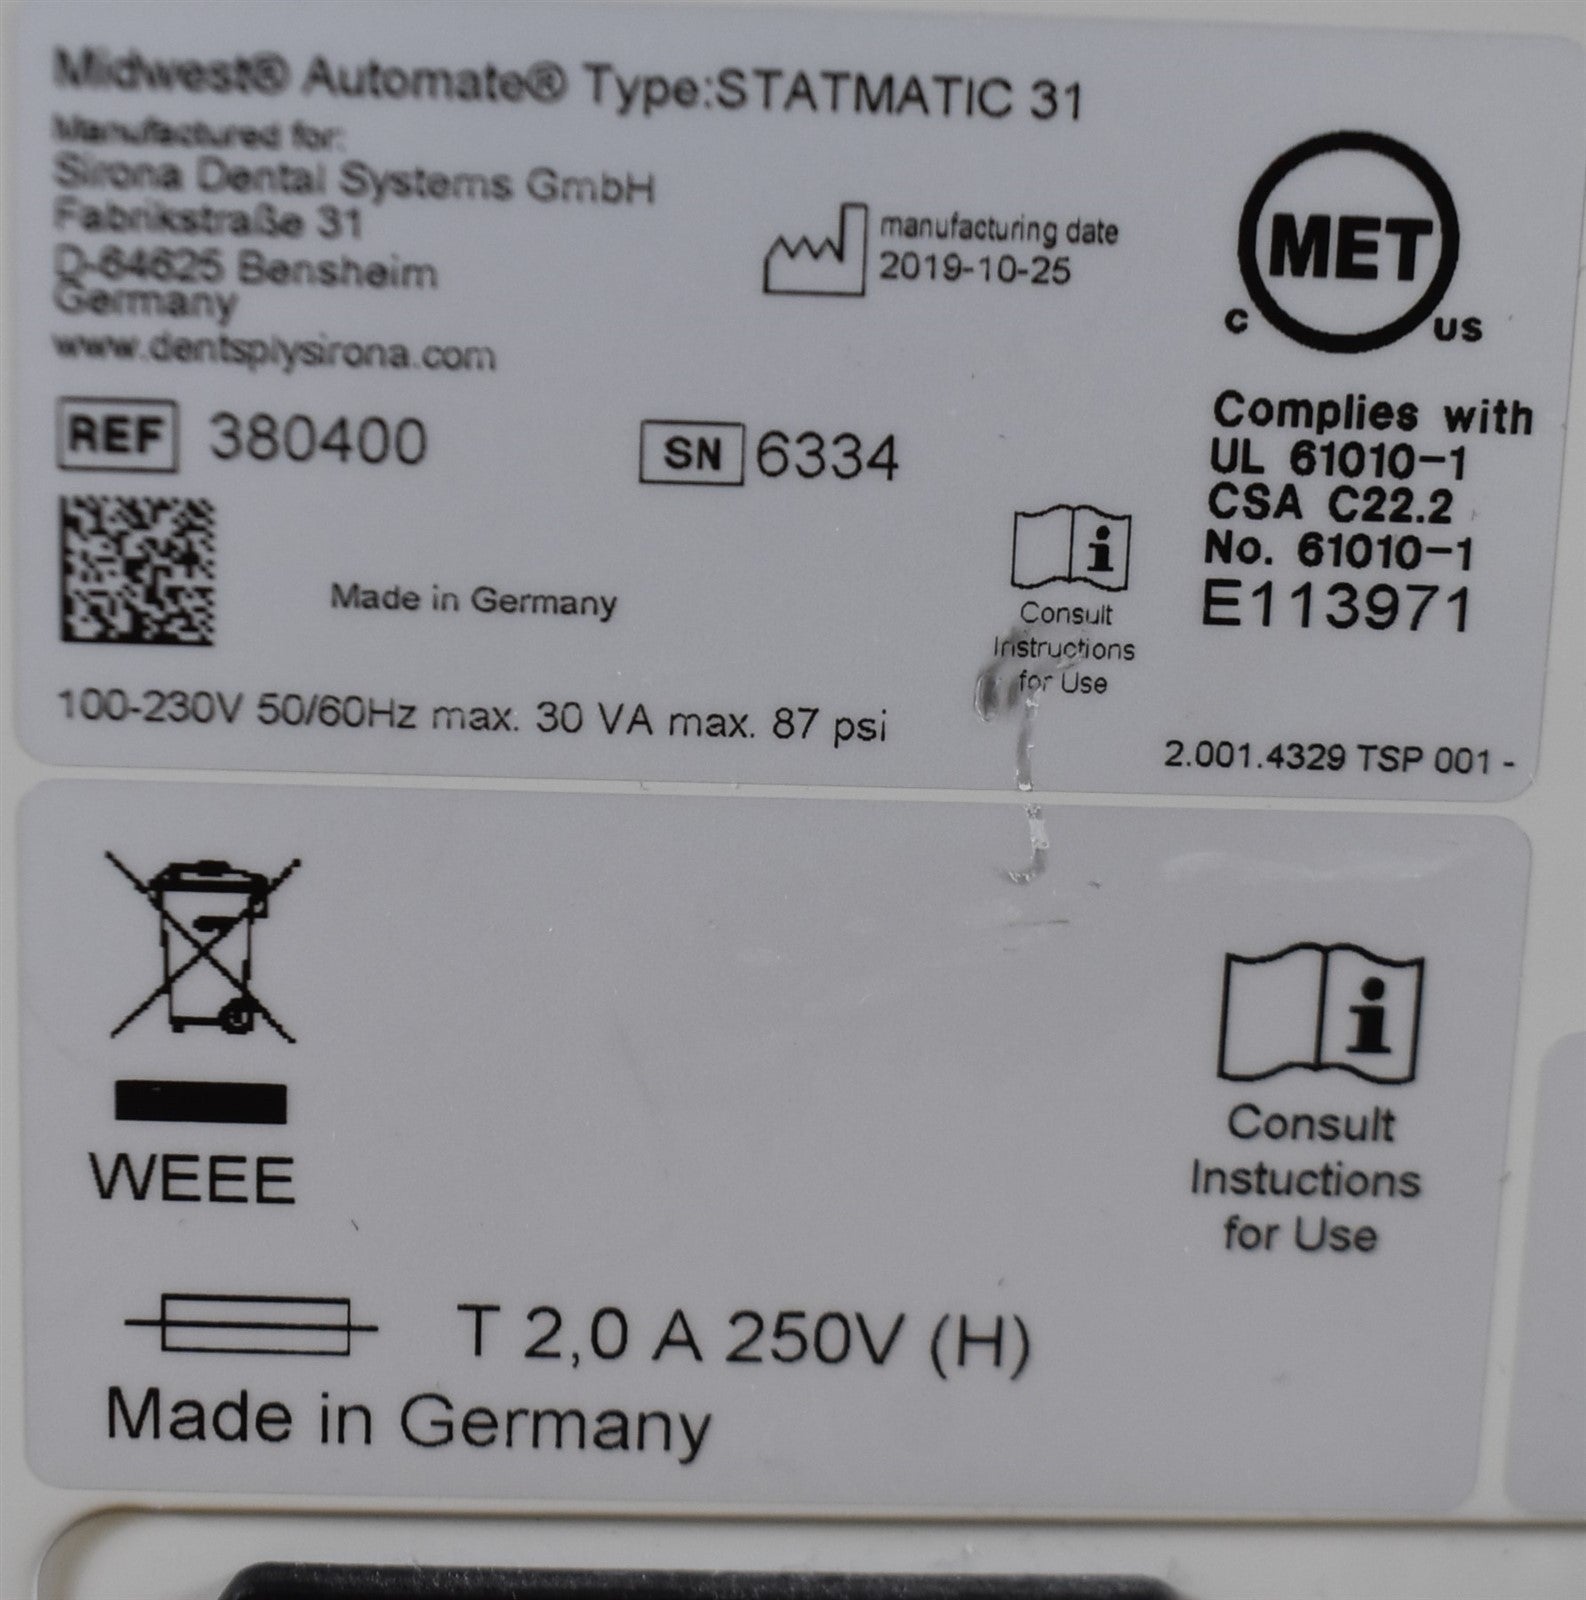 Midwest® Automate® Type:STATMATIC 31
Manufactured for:
Sirona Dental Systems GmbH
Fabrikstraße 31
D-64625 Bensheim
Germany
www.dentsplysirona.com
manufacturing date
2019-10-25
MET
C US
REF 380400
SN 6334
Complies with
UL 61010-1
CSA C22.2
No. 61010-1
E113971
Made in Germany
Consult
Instructions
for Use
100-230V 50/60Hz max. 30 VA max. 87 psi
2.001.4329 TSP 001 -
WEEE
Consult
Instuctions
for Use
T 2,0 A 250V (H)
Made in Germany